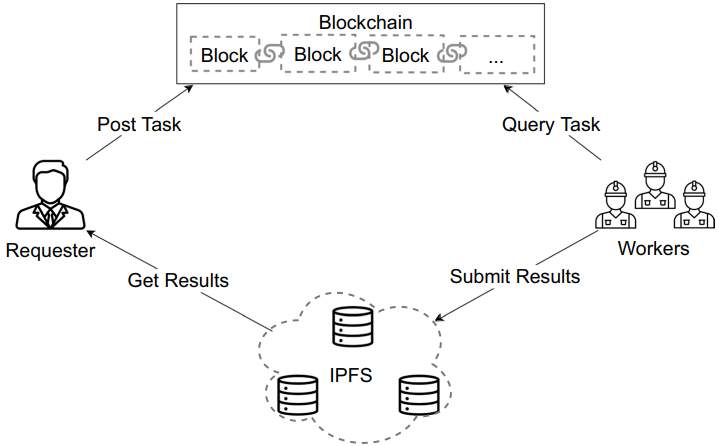 Blockchain
Block Block Block ...
Post Task
Query Task
Requester
Workers
Get Results
Submit Results
IPFS